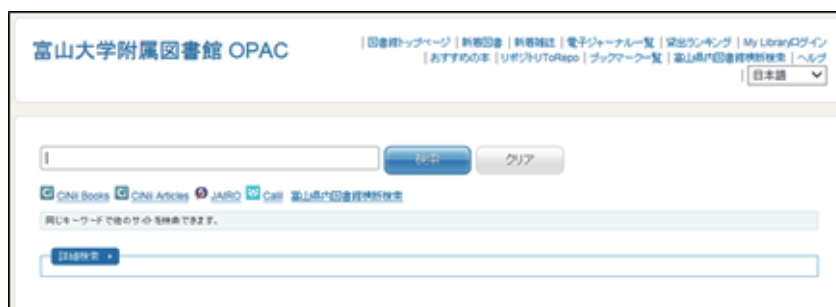 富山大学附属図書館 OPAC
|図書館トップページ|新着図書|新着雑誌|電子ジャーナル一覧|貸出ランキング|My Libraryログイン
|おすすめの本|リポジトリToRepo|ブックマーク一覧|富山県内図書館横断検索|ヘルプ
|日本語
検索 クリア
CiNii Books CiNii Articles JAIRO Calil 富山県内図書館横断検索
同じキーワードで他のサイトを検索できます。
詳細検索